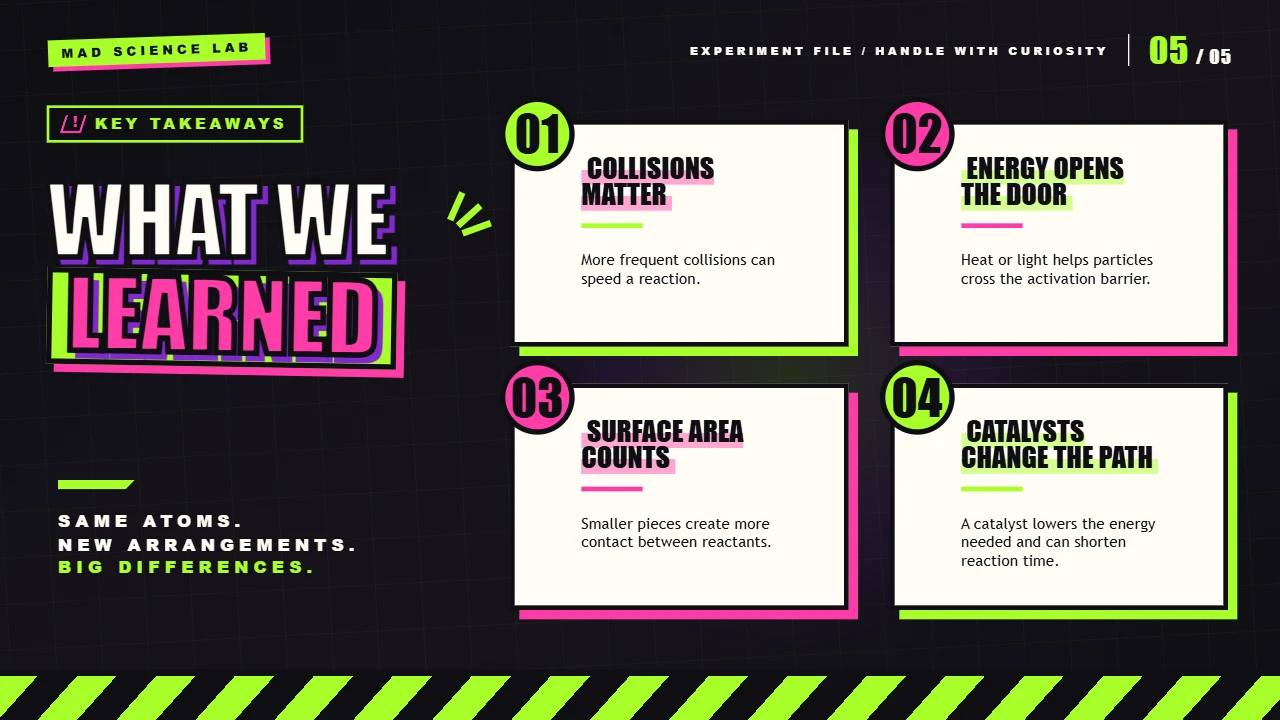 MAD SCIENCE LAB
EXPERIMENT FILE / HANDLE WITH CURIOSITY
05 / 05
! KEY TAKEAWAYS
WHAT WE
LEARNED
SAME ATOMS.
NEW ARRANGEMENTS.
BIG DIFFERENCES.
01
COLLISIONS
MATTER
More frequent collisions can
speed a reaction.
02
ENERGY OPENS
THE DOOR
Heat or light helps particles
cross the activation barrier.
03
SURFACE AREA
COUNTS
Smaller pieces create more
contact between reactants.
04
CATALYSTS
CHANGE THE PATH
A catalyst lowers the energy
needed and can shorten
reaction time.